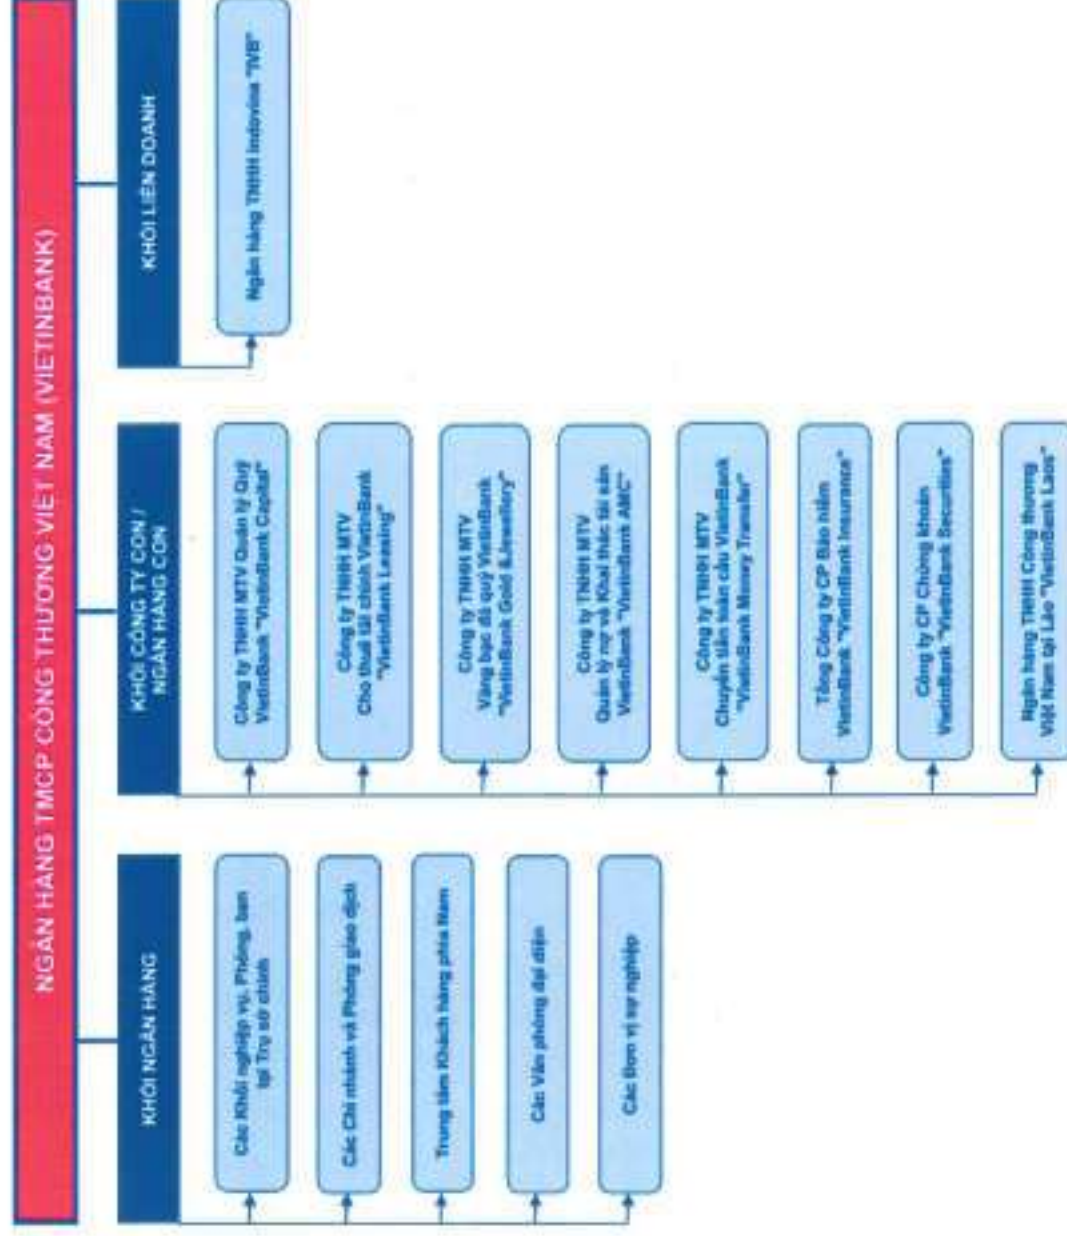 NGÂN HÀNG TMCP CÔNG THƯƠNG VIỆT NAM (VIETINBANK)
KHỐI NGÂN HÀNG
Các Khối nghiệp vụ, Phòng, ban
tại Trụ sở chính
Các Chi nhánh và Phòng giao dịch
Trung tâm Khách hàng phía Nam
Các Văn phòng đại diện
Các Đơn vị sự nghiệp
KHỐI CÔNG TY CON /
NGÂN HÀNG CON
Công ty TNHH MTV Quản lý Quỹ
VietinBank "VietinBank Capital"
Công ty TNHH MTV
Cho thuê tài chính VietinBank
"VietinBank Leasing"
Công ty TNHH MTV
Vàng bạc đá quý VietinBank
"VietinBank Gold &Jewellery"
Công ty TNHH MTV
Quản lý nợ và Khai thác tài sản
VietinBank "VietinBank AMC"
Công ty TNHH MTV
Chuyển tiền toàn cầu VietinBank
"VietinBank Money Transfer"
Tổng Công ty CP Bảo hiểm
VietinBank "VietinBank Insurance"
Công ty CP Chứng khoán
VietinBank "VietinBank Securities"
Ngân hàng TNHH Công thương
Việt Nam tại Lào "VietinBank Laos"
KHỐI LIÊN DOANH
Ngân hàng TNHH Indovina "IVB"